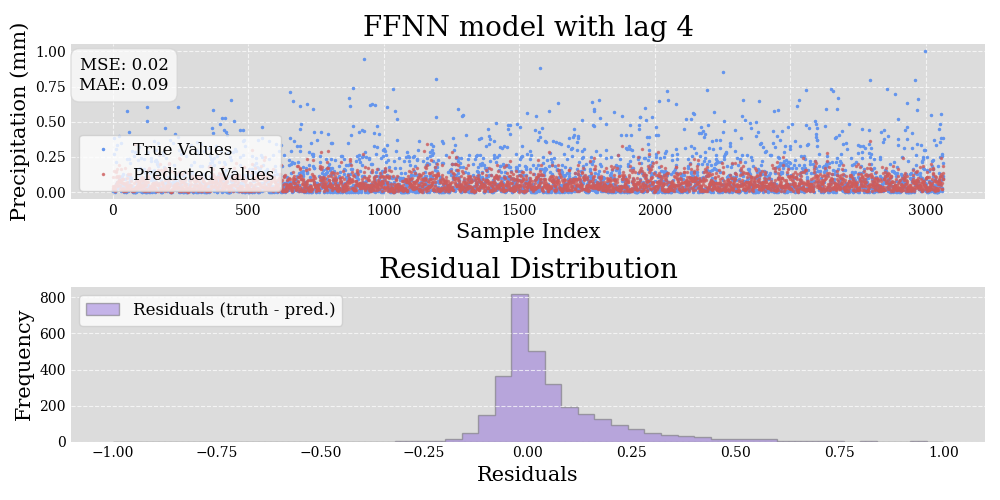 FFNN model with lag 4
Precipitation (mm)
1.00
0.75
0.50
0.25
0.00
MSE: 0.02
MAE: 0.09
True Values
Predicted Values
0 500 1000 1500 2000 2500 3000
Sample Index
Residual Distribution
Frequency
800
600
400
200
0
Residuals (truth - pred.)
−1.00 −0.75 −0.50 −0.25 0.00 0.25 0.50 0.75 1.00
Residuals